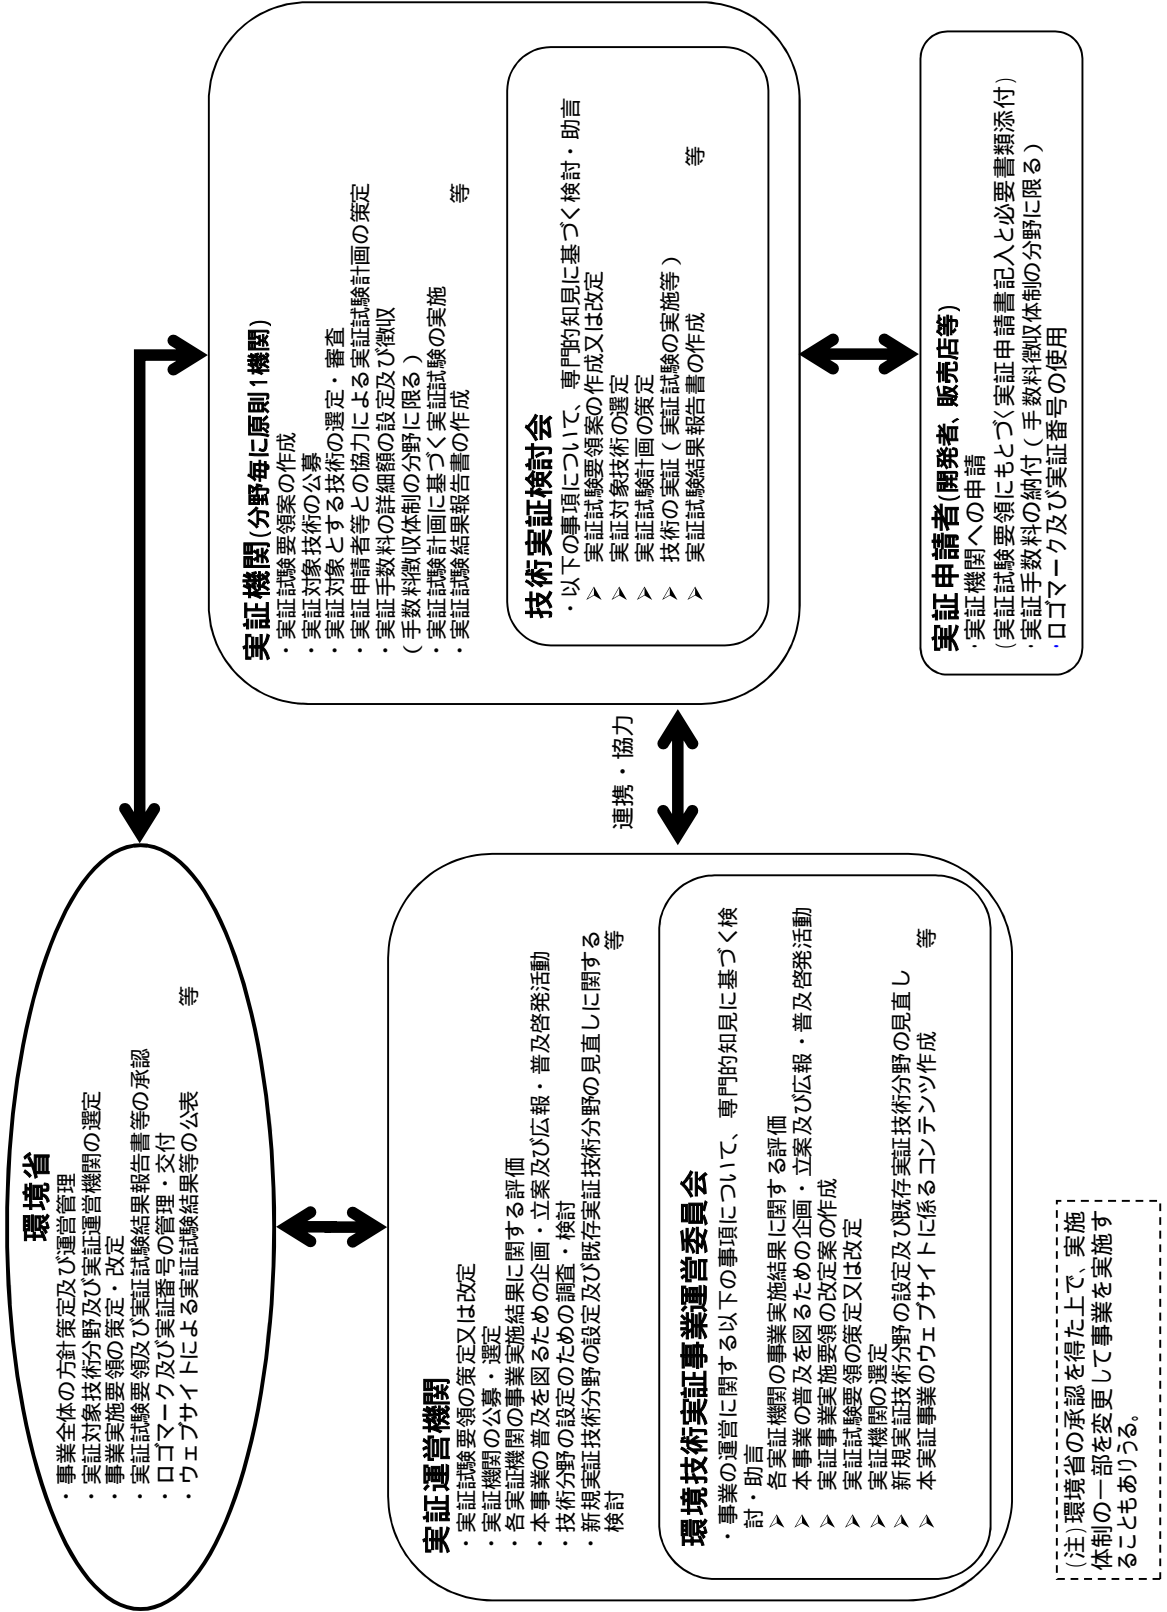 環境省
・事業全体の方針策定及び運営管理
・実証対象技術分野及び実証運営機関の選定
・事業実施要領の策定・改定
・実証試験要領及び実証試験結果報告書等の承認
・ロゴマーク及び実証番号の管理・交付
・ウェブサイトによる実証試験結果等の公表 等
実証運営機関
・実証試験要領の策定又は改定
・実証機関の公募・選定
・各実証機関の事業実施結果に関する評価
・本事業の普及を図るための企画・立案及び広報・普及啓発活動
・技術分野の設定のための調査・検討
・新規実証技術分野の設定及び既存実証技術分野の見直しに関する
検討 等
環境技術実証事業運営委員会
・事業の運営に関する以下の事項について、専門的知見に基づく検
討・助言
➢ 各実証機関の事業実施結果に関する評価
➢ 本事業の普及を図るための企画・立案及び広報・普及啓発活動
➢ 実証事業実施要領の改定案の作成
➢ 実証試験要領の策定又は改定
➢ 実証機関の選定
➢ 新規実証技術分野の設定及び既存実証技術分野の見直し
➢ 本実証事業のウェブサイトに係るコンテンツ作成 等
(注)環境省の承認を得た上で、実施
体制の一部を変更して事業を実施す
ることもありうる。
連携・協力
実証機関(分野毎に原則1機関)
・実証試験要領案の作成
・実証対象技術の公募
・実証対象とする技術の選定・審査
・実証申請者等との協力による実証試験計画の策定
・実証手数料の詳細額の設定及び徴収
(手数料徴収体制の分野に限る)
・実証試験計画に基づく実証試験の実施
・実証試験結果報告書の作成 等
技術実証検討会
・以下の事項について、専門的知見に基づく検討・助言
➢ 実証試験要領案の作成又は改定
➢ 実証対象技術の選定
➢ 実証試験計画の策定
➢ 技術の実証(実証試験の実施等)
➢ 実証試験結果報告書の作成 等
実証申請者(開発者、販売店等)
・実証機関への申請
(実証試験要領にもとづく実証申請書記入と必要書類添付)
・実証手数料の納付(手数料徴収体制の分野に限る)
・ロゴマーク及び実証番号の使用